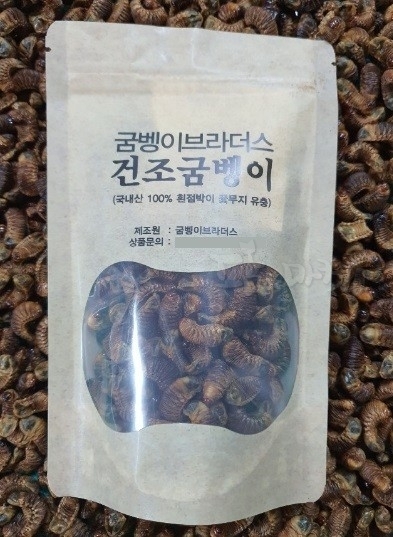 굼벵이브라더스
건조굼벵이
(국내산 100% 흰점박이 꽃무지 유충)
제조원 : 굼벵이브라더스
상품문의 :